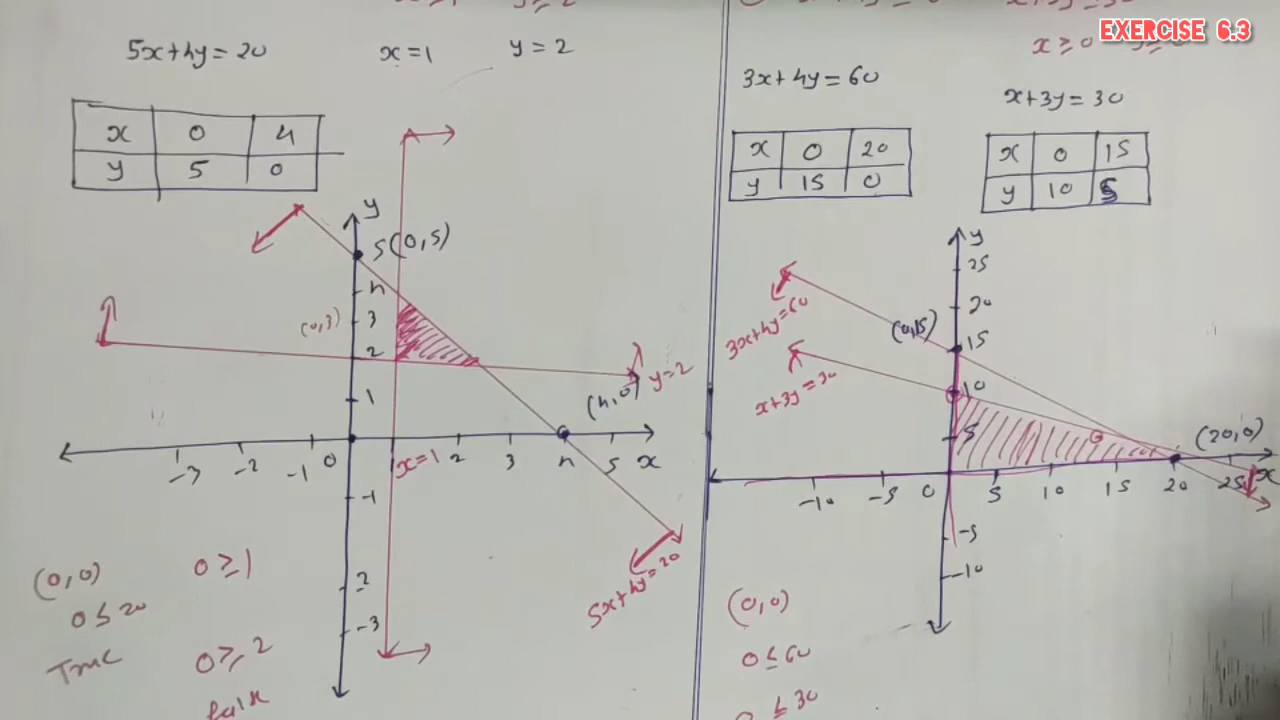 EXERCISE 6.3
x ≥ 0
5x+4y=20
x=1
y=2
x 0 4
y 5 0
y
5 (0,5)
4
(0,3) 3
2
y=2
1
(4,0)
-3 -2 -1 0 x=1 2 3 4 5 x
-1
-2
-3
5x+4y=20
(0,0)
0≤20
True
0≥1
0≥2
false
3x+4y=60
x+3y=30
x 0 20
y 15 0
x 0 15
y 10 5
y
25
20
(0,15) 15
10
5
3x+4y=60
x+3y=30
(20,0)
-10 -5 0 5 10 15 20 25 x
-5
-10
(0,0)
0≤60
0≤30